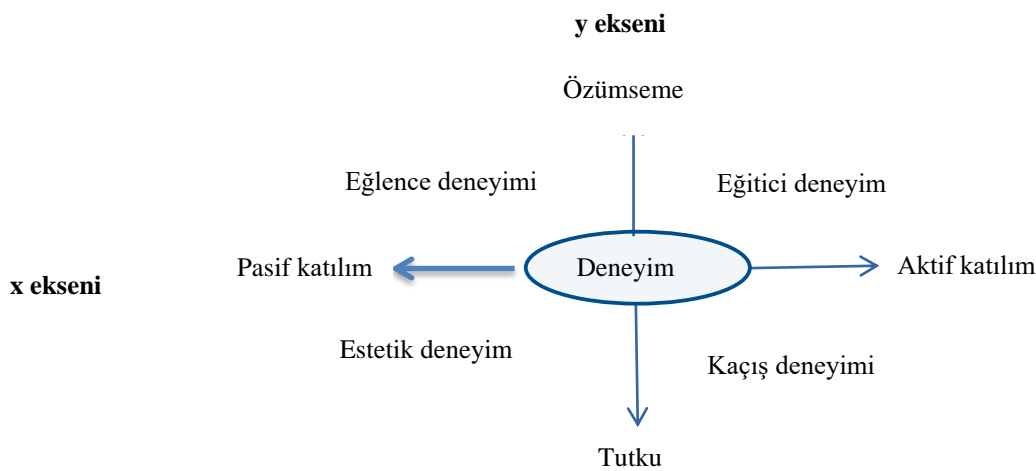 y ekseni
Özümseme
Eğlence deneyimi
Eğitici deneyim
Pasif katılım
Deneyim
Aktif katılım
x ekseni
Estetik deneyim
Kaçış deneyimi
Tutku